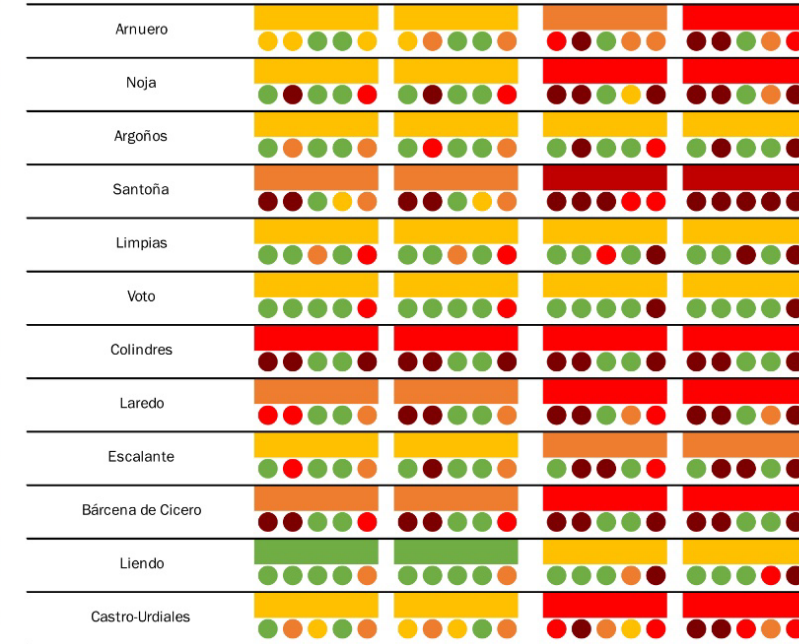 Arnuero
Noja
Argoños
Santoña
Limpias
Voto
Colindres
Laredo
Escalante
Bárcena de Cicero
Liendo
Castro-Urdiales